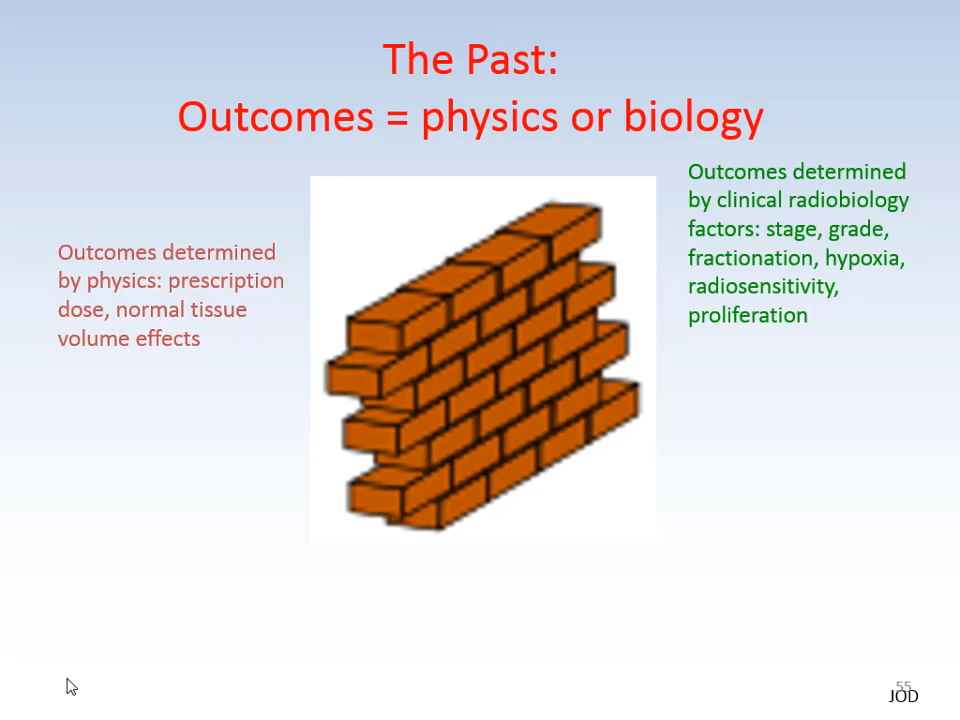 The Past:
Outcomes = physics or biology
Outcomes determined
by physics: prescription
dose, normal tissue
volume effects
Outcomes determined
by clinical radiobiology
factors: stage, grade,
fractionation, hypoxia,
radiosensitivity,
proliferation
55
JOD